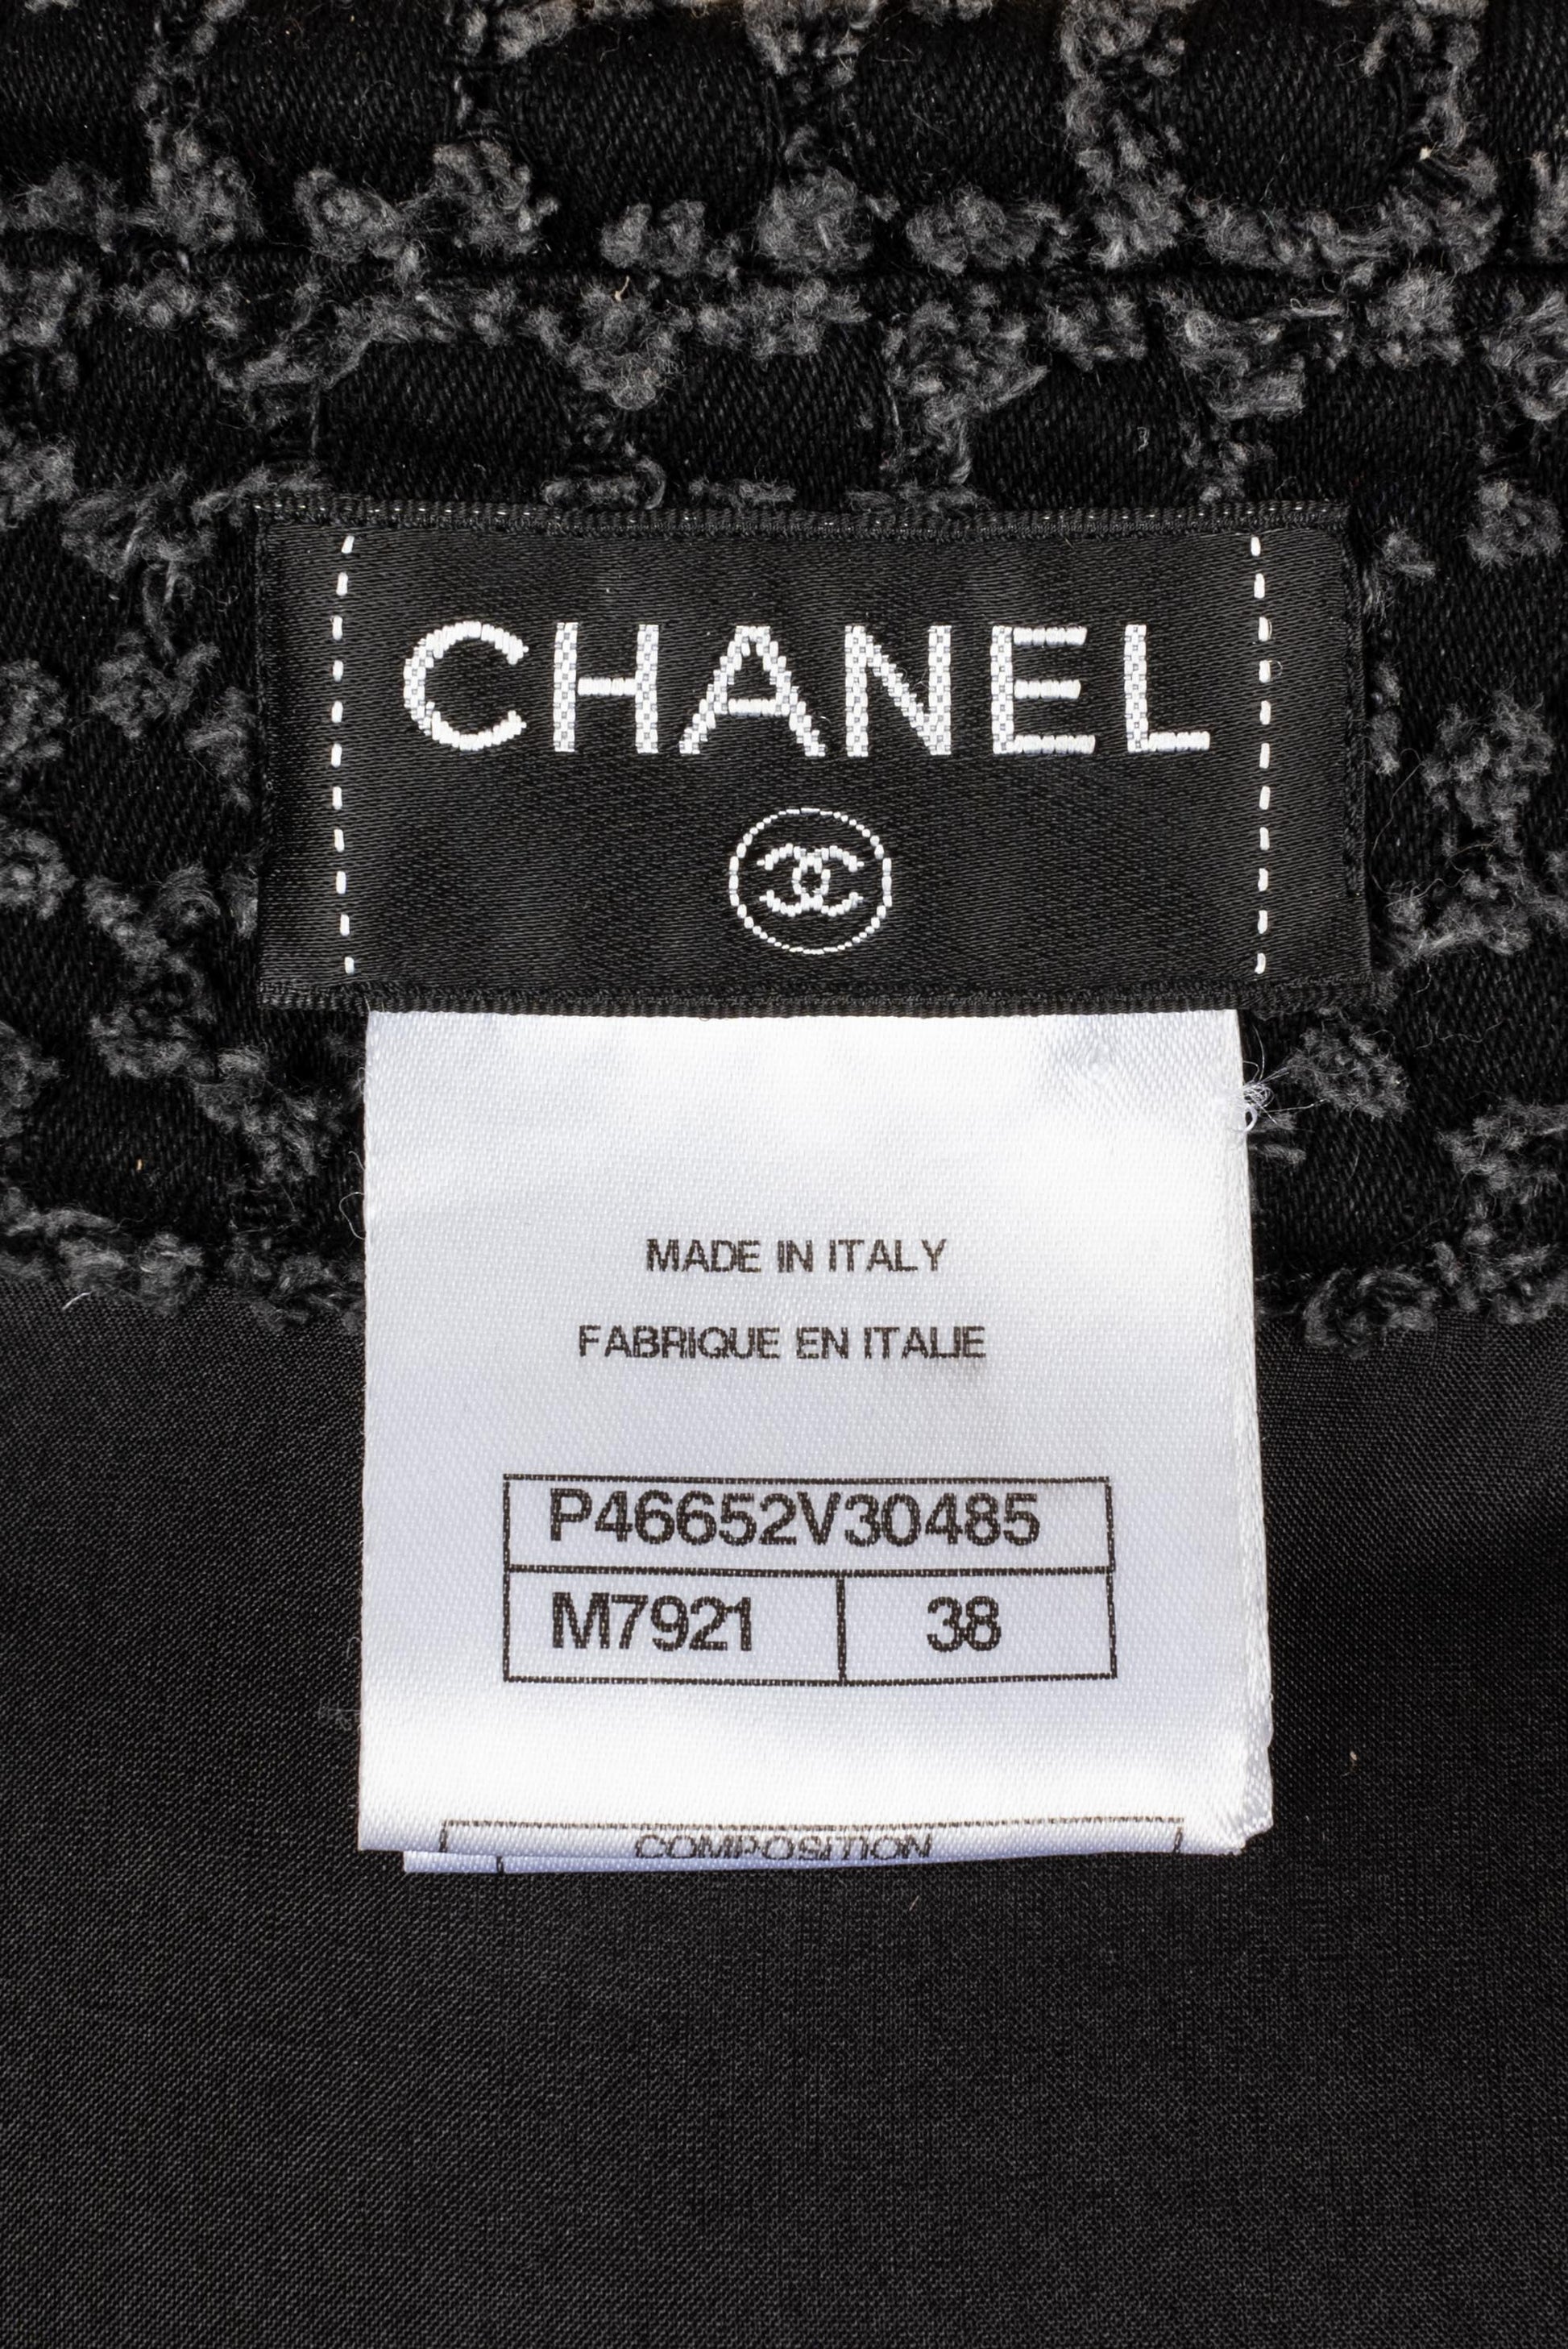 CHANEL
MADE IN ITALY
FABRIQUE EN ITALIE
P46652V30485
M7921 38
COMPOSITION